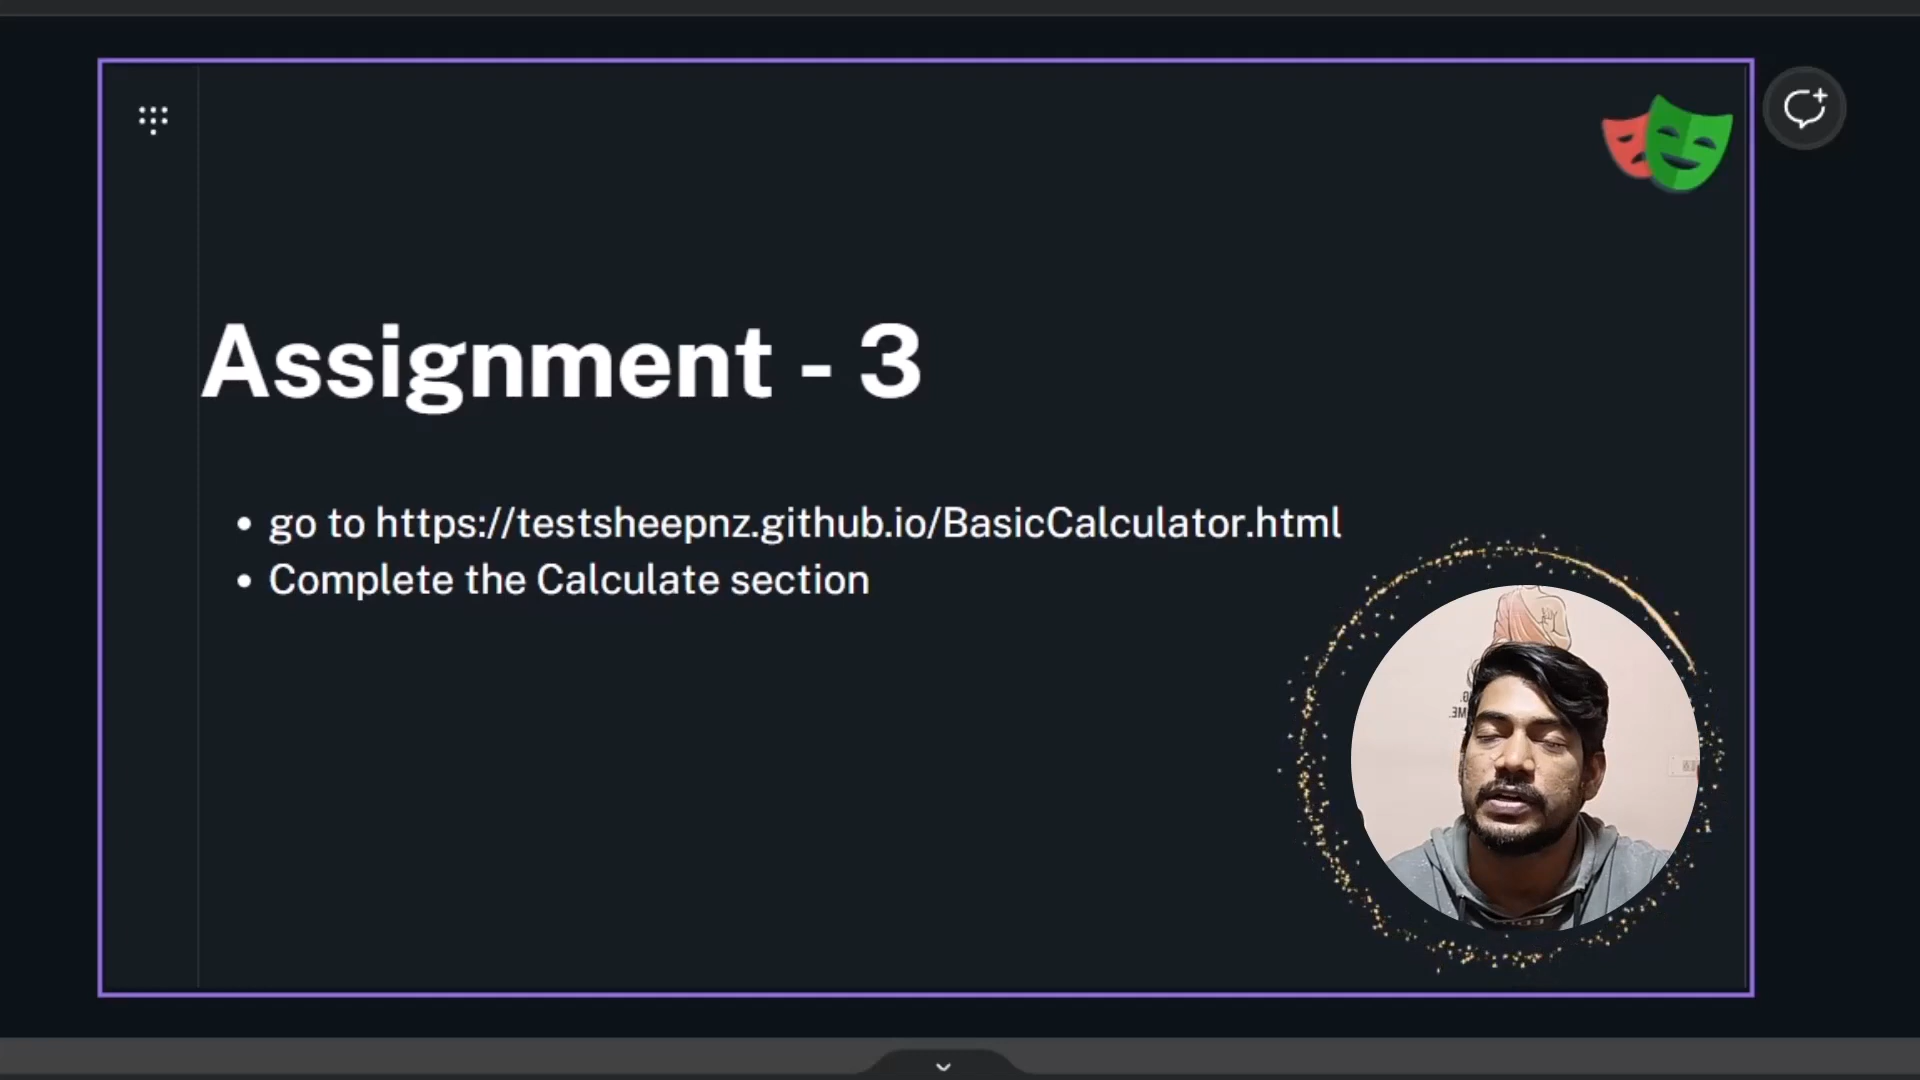 Assignment - 3
• go to https://testsheepnz.github.io/BasicCalculator.html
• Complete the Calculate section